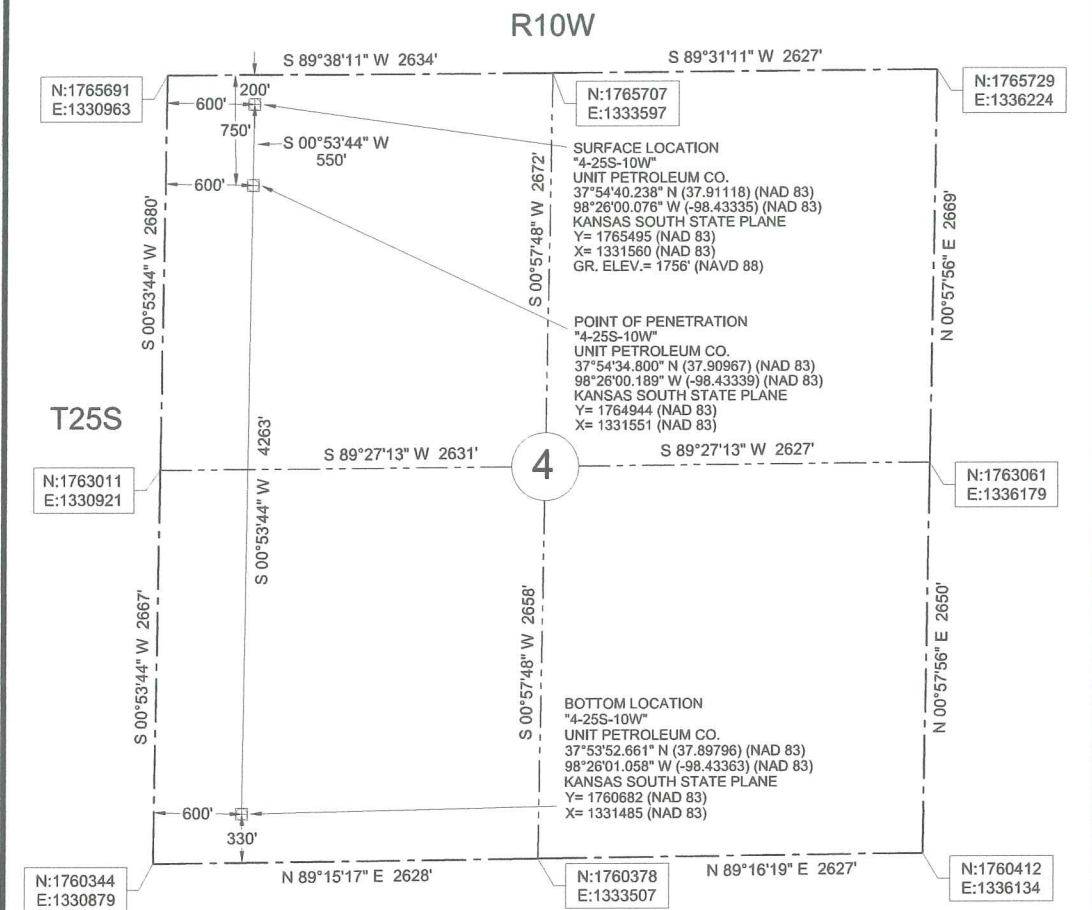 R10W
S 89°38'11" W 2634'
S 89°31'11" W 2627'
N:1765691
E:1330963
N:1765707
E:1333597
N:1765729
E:1336224
200'
600'
750'
S 00°53'44" W
550'
600'
SURFACE LOCATION
"4-25S-10W"
UNIT PETROLEUM CO.
37°54'40.238" N (37.91118) (NAD 83)
98°26'00.076" W (-98.43335) (NAD 83)
KANSAS SOUTH STATE PLANE
Y= 1765495 (NAD 83)
X= 1331560 (NAD 83)
GR. ELEV.= 1756' (NAVD 88)
S 00°53'44" W 2680'
S 00°57'48" W 2672'
N 00°57'56" E 2669'
POINT OF PENETRATION
"4-25S-10W"
UNIT PETROLEUM CO.
37°54'34.800" N (37.90967) (NAD 83)
98°26'00.189" W (-98.43339) (NAD 83)
KANSAS SOUTH STATE PLANE
Y= 1764944 (NAD 83)
X= 1331551 (NAD 83)
T25S
S 00°53'44" W 4263'
S 89°27'13" W 2631'
4
S 89°27'13" W 2627'
N:1763011
E:1330921
N:1763061
E:1336179
S 00°53'44" W 2667'
S 00°57'48" W 2658'
N 00°57'56" E 2650'
BOTTOM LOCATION
"4-25S-10W"
UNIT PETROLEUM CO.
37°53'52.661" N (37.89796) (NAD 83)
98°26'01.058" W (-98.43363) (NAD 83)
KANSAS SOUTH STATE PLANE
Y= 1760682 (NAD 83)
X= 1331485 (NAD 83)
600'
330'
N 89°15'17" E 2628'
N 89°16'19" E 2627'
N:1760344
E:1330879
N:1760378
E:1333507
N:1760412
E:1336134